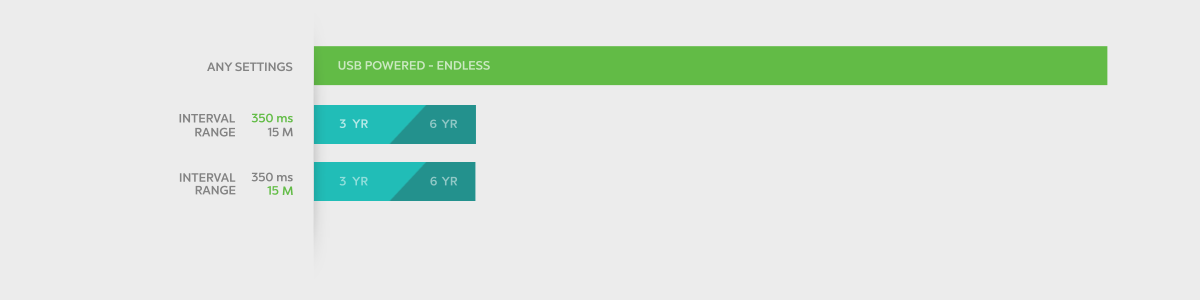 ANY SETTINGS
USB POWERED - ENDLESS
INTERVAL 350 ms
RANGE 15 M
3 YR 6 YR
INTERVAL 350 ms
RANGE 15 M
3 YR 6 YR